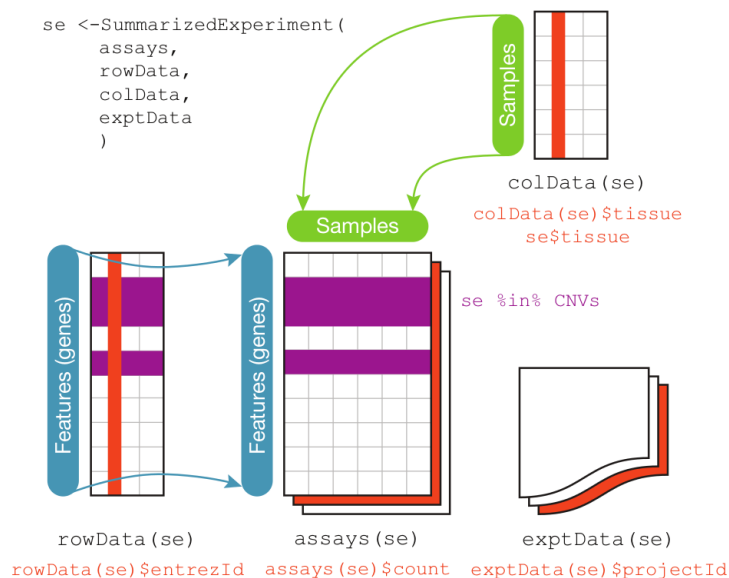 se <-SummarizedExperiment(
assays,
rowData,
colData,
exptData
)
Samples
colData(se)
colData(se)$tissue
se$tissue
Samples
Features (genes)
Features (genes)
se %in% CNVs
rowData(se)
assays(se)
exptData(se)
rowData(se)$entrezId
assays(se)$count
exptData(se)$projectId